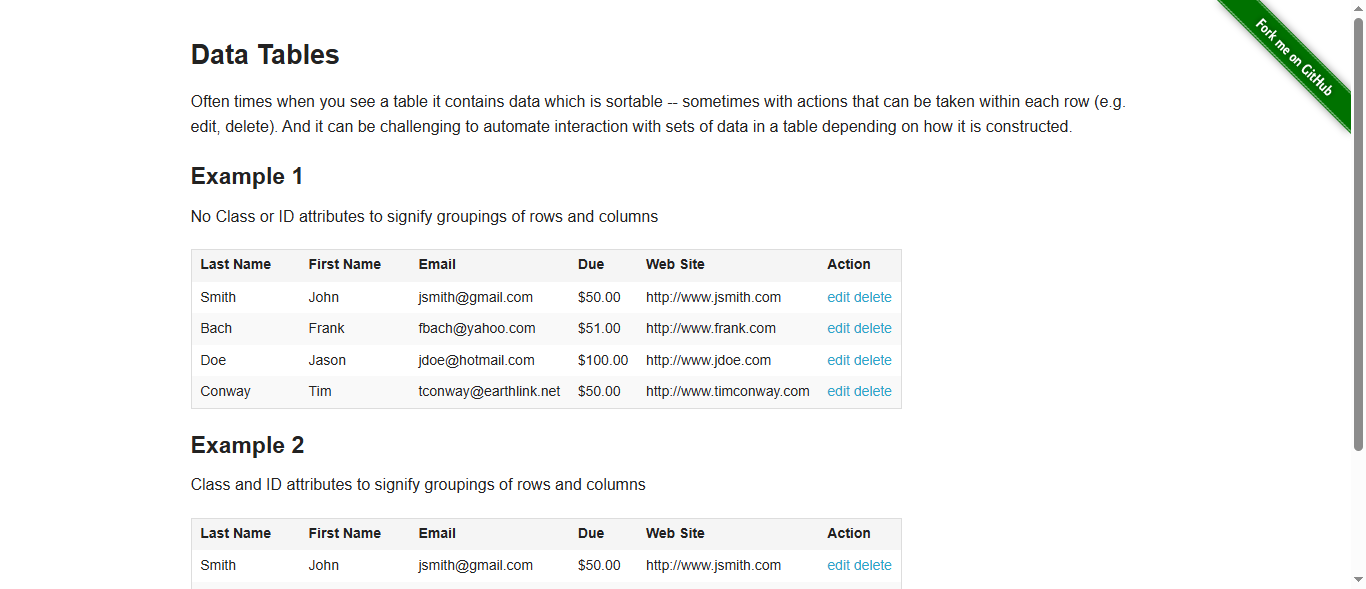 Fork me on GitHub
Data Tables
Often times when you see a table it contains data which is sortable -- sometimes with actions that can be taken within each row (e.g.
edit, delete). And it can be challenging to automate interaction with sets of data in a table depending on how it is constructed.
Example 1
No Class or ID attributes to signify groupings of rows and columns
Last Name First Name Email Due Web Site Action
Smith John jsmith@gmail.com $50.00 http://www.jsmith.com edit delete
Bach Frank fbach@yahoo.com $51.00 http://www.frank.com edit delete
Doe Jason jdoe@hotmail.com $100.00 http://www.jdoe.com edit delete
Conway Tim tconway@earthlink.net $50.00 http://www.timconway.com edit delete
Example 2
Class and ID attributes to signify groupings of rows and columns
Last Name First Name Email Due Web Site Action
Smith John jsmith@gmail.com $50.00 http://www.jsmith.com edit delete